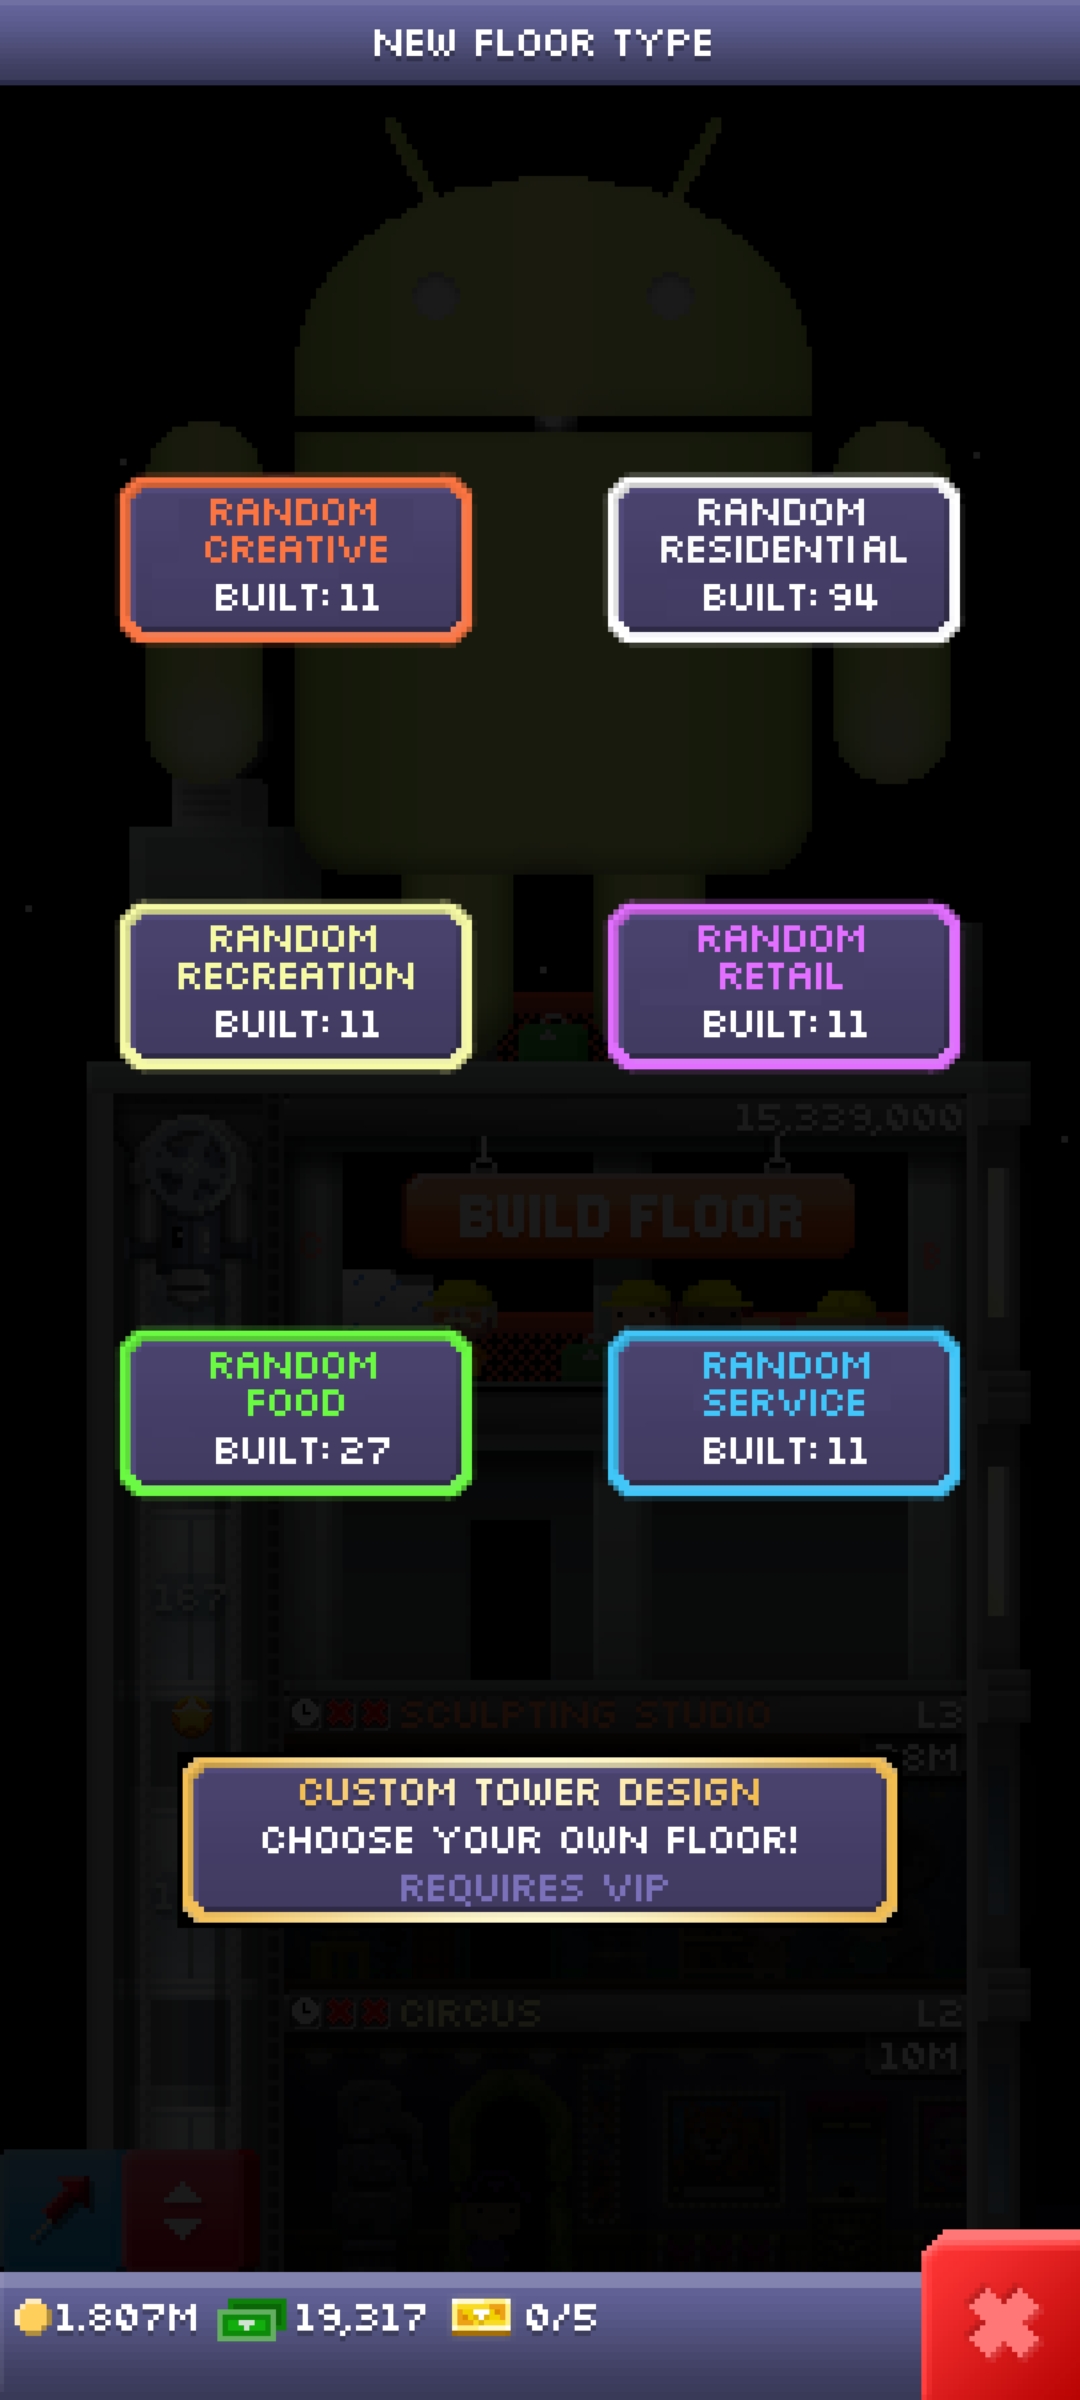 NEW FLOOR TYPE
RANDOM
CREATIVE
BUILT: 11
RANDOM
RESIDENTIAL
BUILT: 94
RANDOM
RECREATION
BUILT: 11
RANDOM
RETAIL
BUILT: 11
15,339,000
BUILD FLOOR
RANDOM
FOOD
BUILT: 27
RANDOM
SERVICE
BUILT: 11
187
SCULPTING STUDIO L3
CUSTOM TOWER DESIGN
CHOOSE YOUR OWN FLOOR!
REQUIRES VIP
CIRCUS L2
10M
1.807M 19,317 0/5